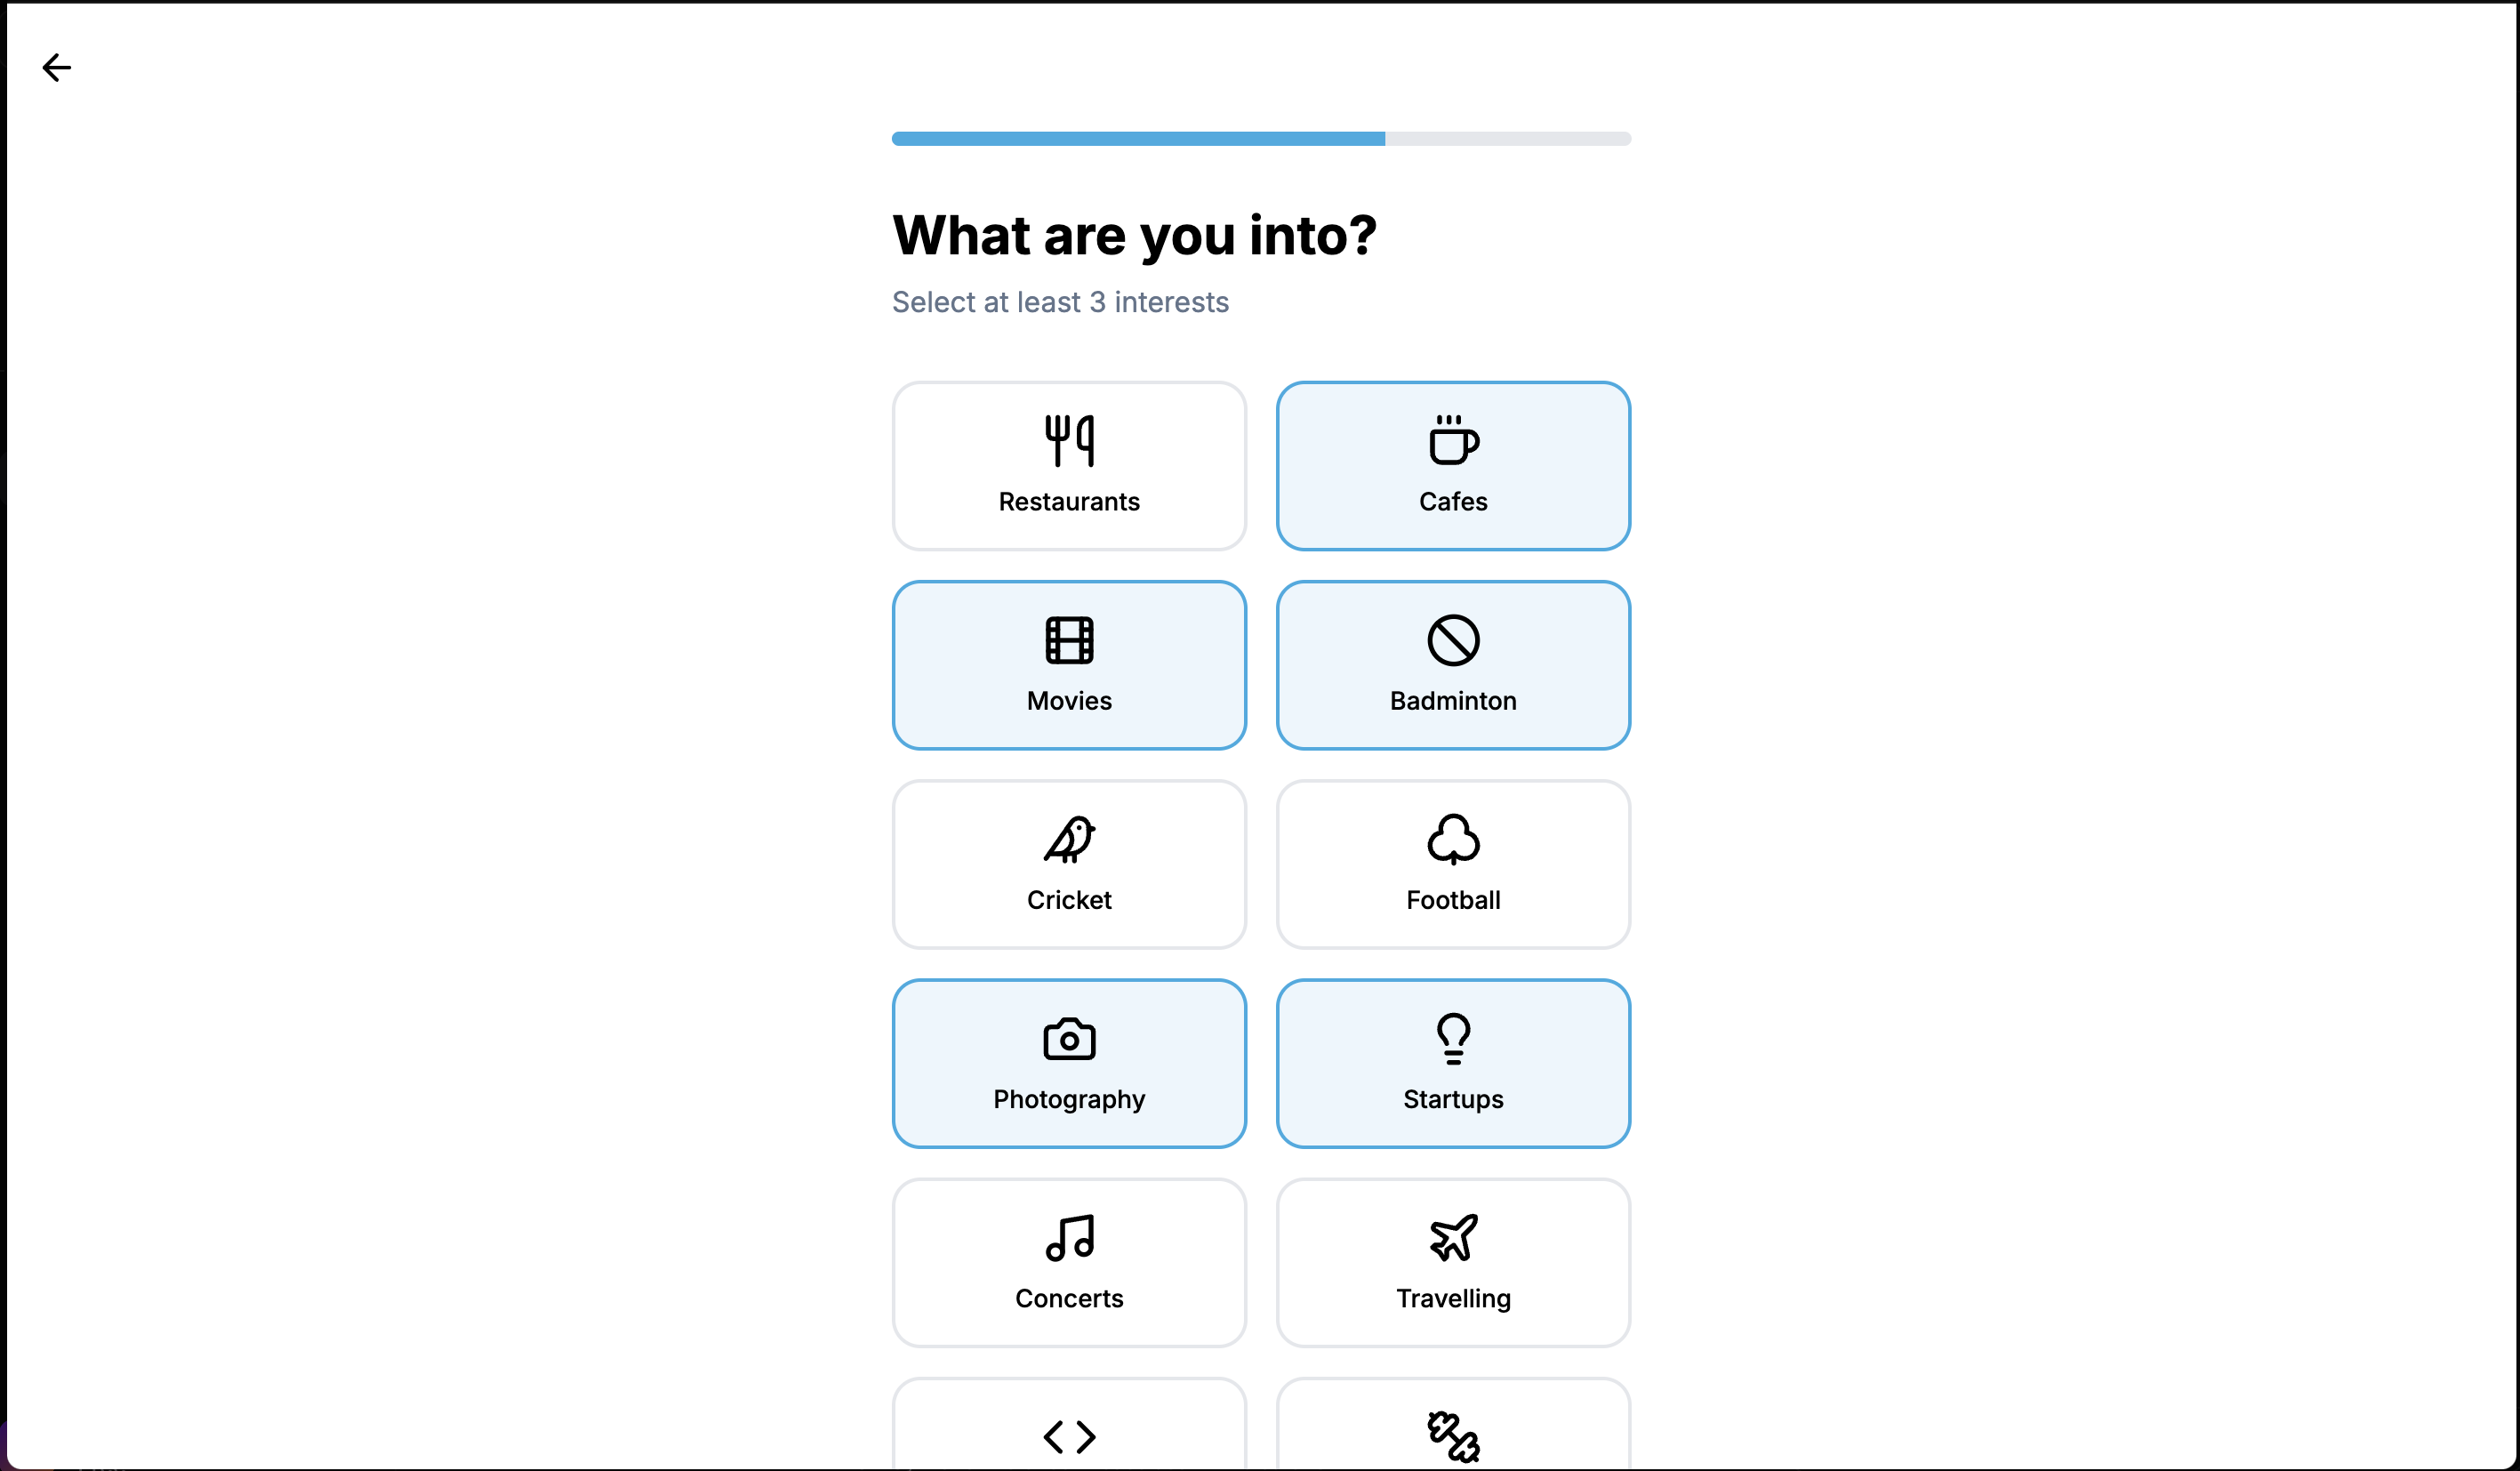 What are you into?
Select at least 3 interests
Restaurants
Cafes
Movies
Badminton
Cricket
Football
Photography
Startups
Concerts
Travelling